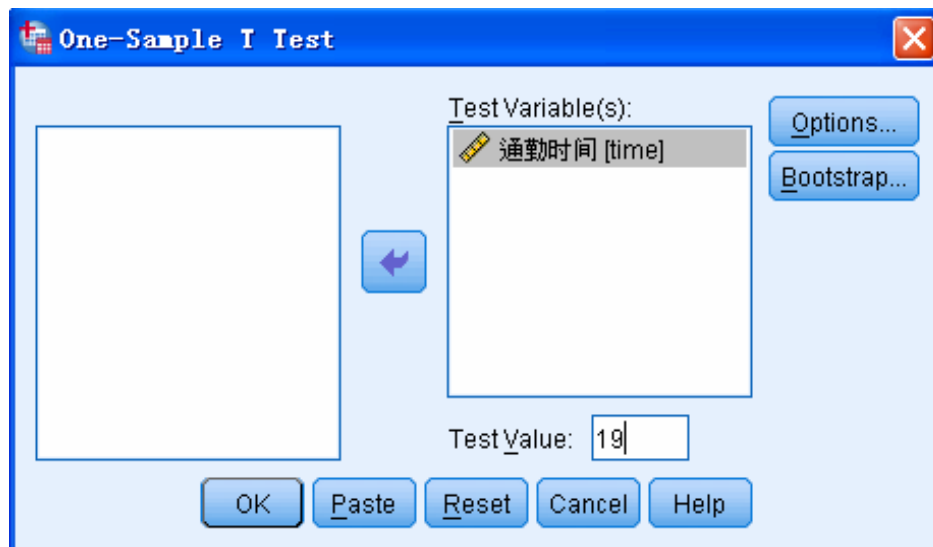 One-Sample T Test
Test Variable(s):
通勤时间 [time]
Options...
Bootstrap...
Test Value: 19
OK Paste Reset Cancel Help